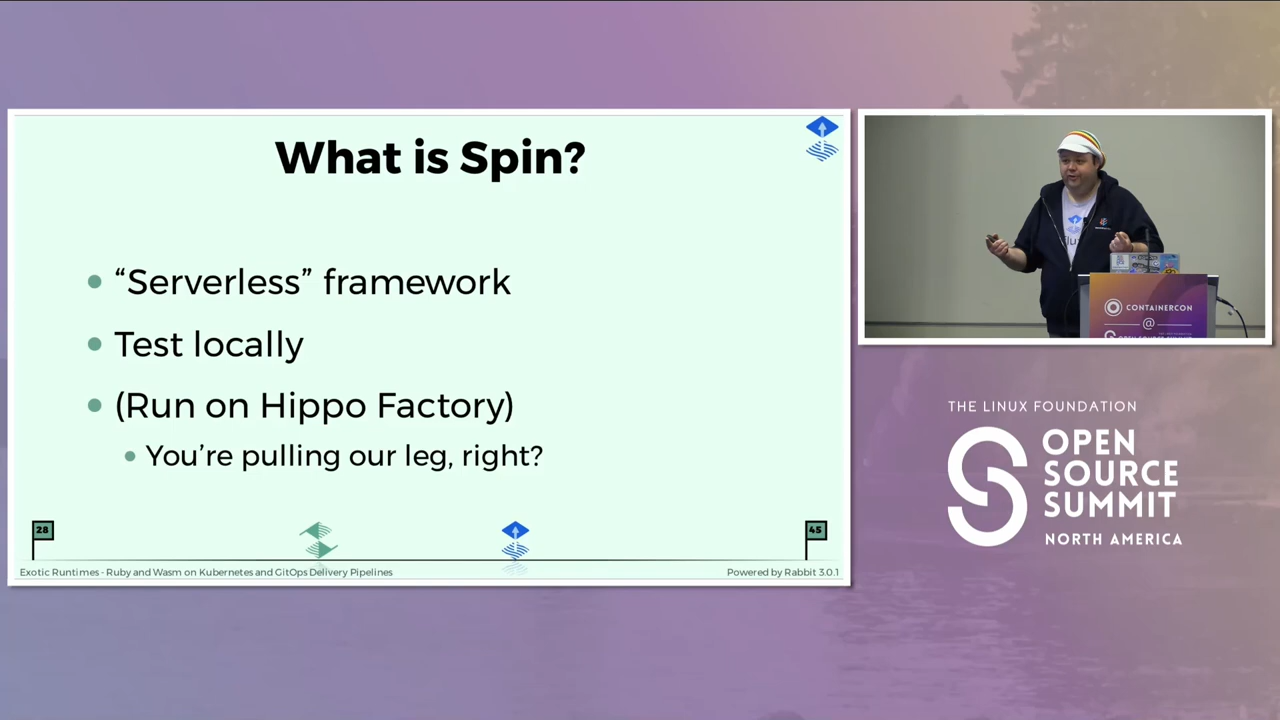 What is Spin?
“Serverless” framework
Test locally
(Run on Hippo Factory)
You’re pulling our leg, right?
28
45
Exotic Runtimes - Ruby and Wasm on Kubernetes and GitOps Delivery Pipelines
Powered by Rabbit 3.0.1
CONTAINERCON
@
THE LINUX FOUNDATION
OPEN
SOURCE
SUMMIT
NORTH AMERICA